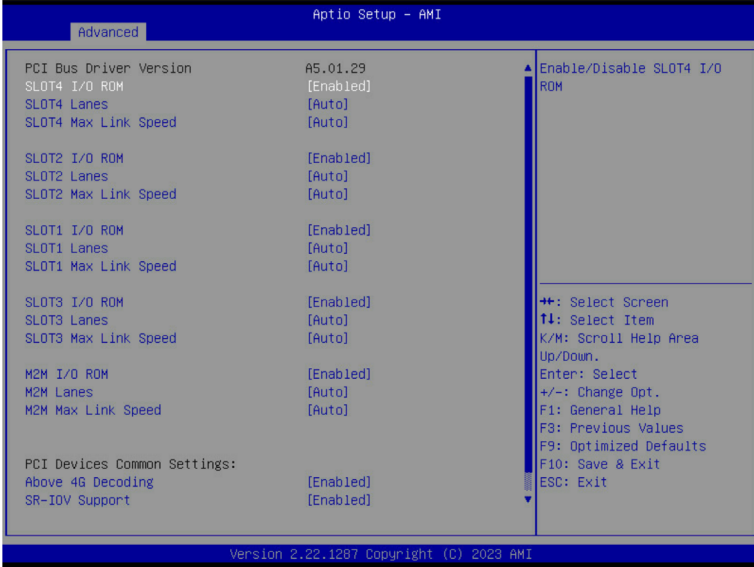 Aptio Setup – AMI
Advanced
PCI Bus Driver Version A5.01.29
SLOT4 I/O ROM [Enabled]
SLOT4 Lanes [Auto]
SLOT4 Max Link Speed [Auto]
SLOT2 I/O ROM [Enabled]
SLOT2 Lanes [Auto]
SLOT2 Max Link Speed [Auto]
SLOT1 I/O ROM [Enabled]
SLOT1 Lanes [Auto]
SLOT1 Max Link Speed [Auto]
SLOT3 I/O ROM [Enabled]
SLOT3 Lanes [Auto]
SLOT3 Max Link Speed [Auto]
M2M I/O ROM [Enabled]
M2M Lanes [Auto]
M2M Max Link Speed [Auto]
PCI Devices Common Settings:
Above 4G Decoding [Enabled]
SR-IOV Support [Enabled]
Enable/Disable SLOT4 I/O
ROM
→←: Select Screen
↑↓: Select Item
K/M: Scroll Help Area
Up/Down.
Enter: Select
+/-: Change Opt.
F1: General Help
F3: Previous Values
F9: Optimized Defaults
F10: Save & Exit
ESC: Exit
Version 2.22.1287 Copyright (C) 2023 AMI